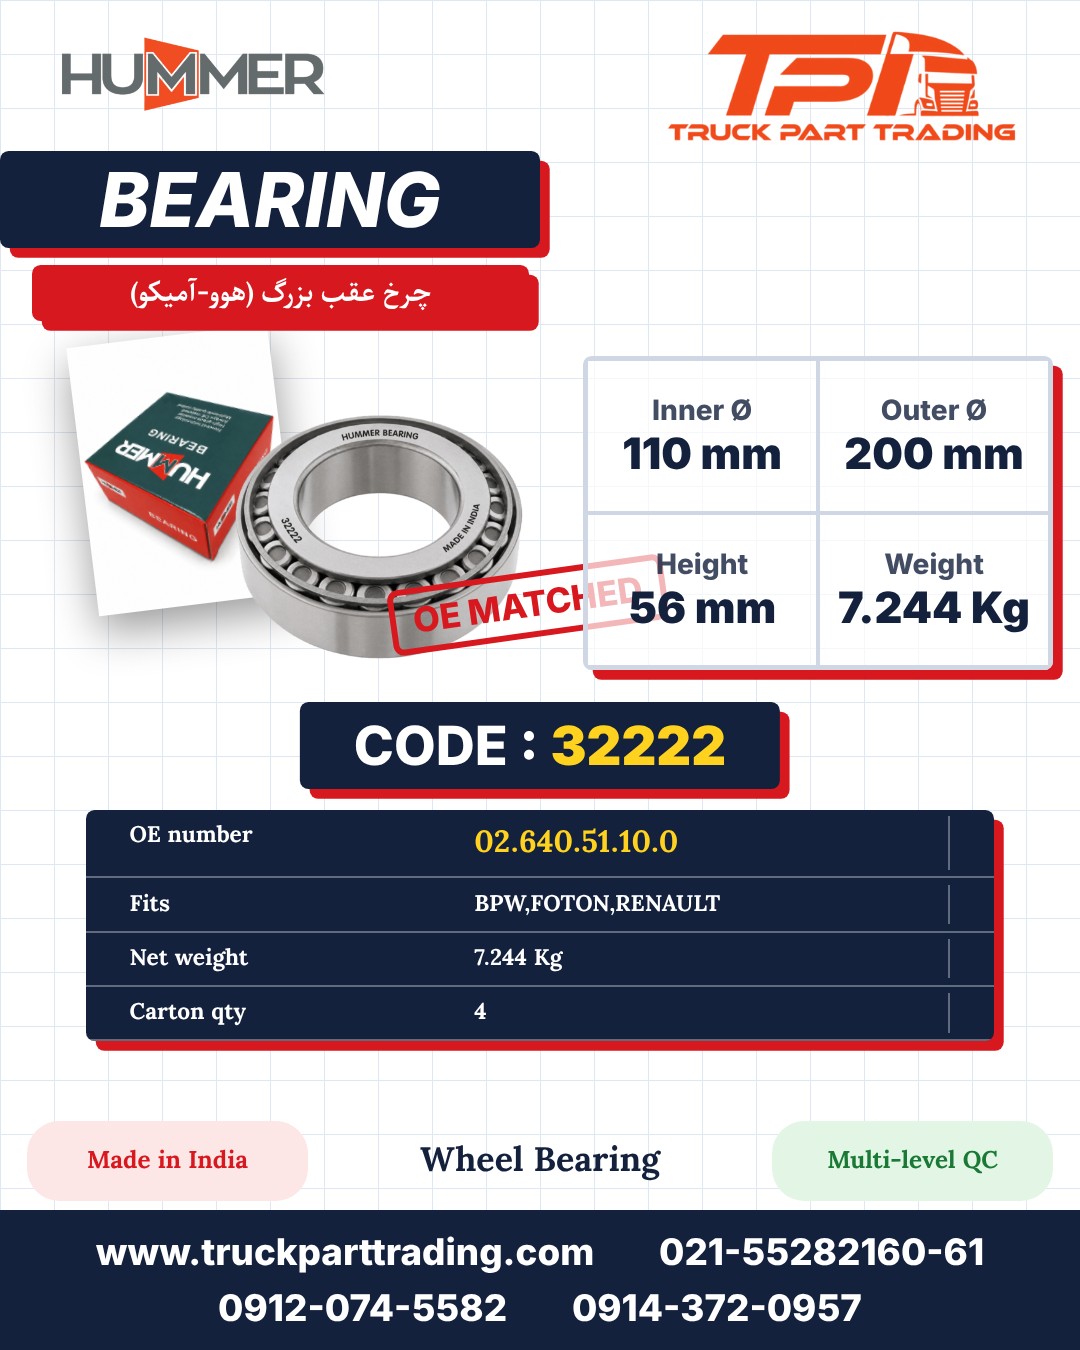 HUMMER
TPT
TRUCK PART TRADING
BEARING
چرخ عقب بزرگ (هوو-آمیکو)
HUMMER
BEARING
BEARING
HUMMER BEARING
32222
MADE IN INDIA
OE MATCHED
Inner Ø
110 mm
Outer Ø
200 mm
Height
56 mm
Weight
7.244 Kg
CODE : 32222
OE number 02.640.51.10.0
Fits BPW,FOTON,RENAULT
Net weight 7.244 Kg
Carton qty 4
Made in India
Wheel Bearing
Multi-level QC
www.truckparttrading.com 021-55282160-61
0912-074-5582 0914-372-0957